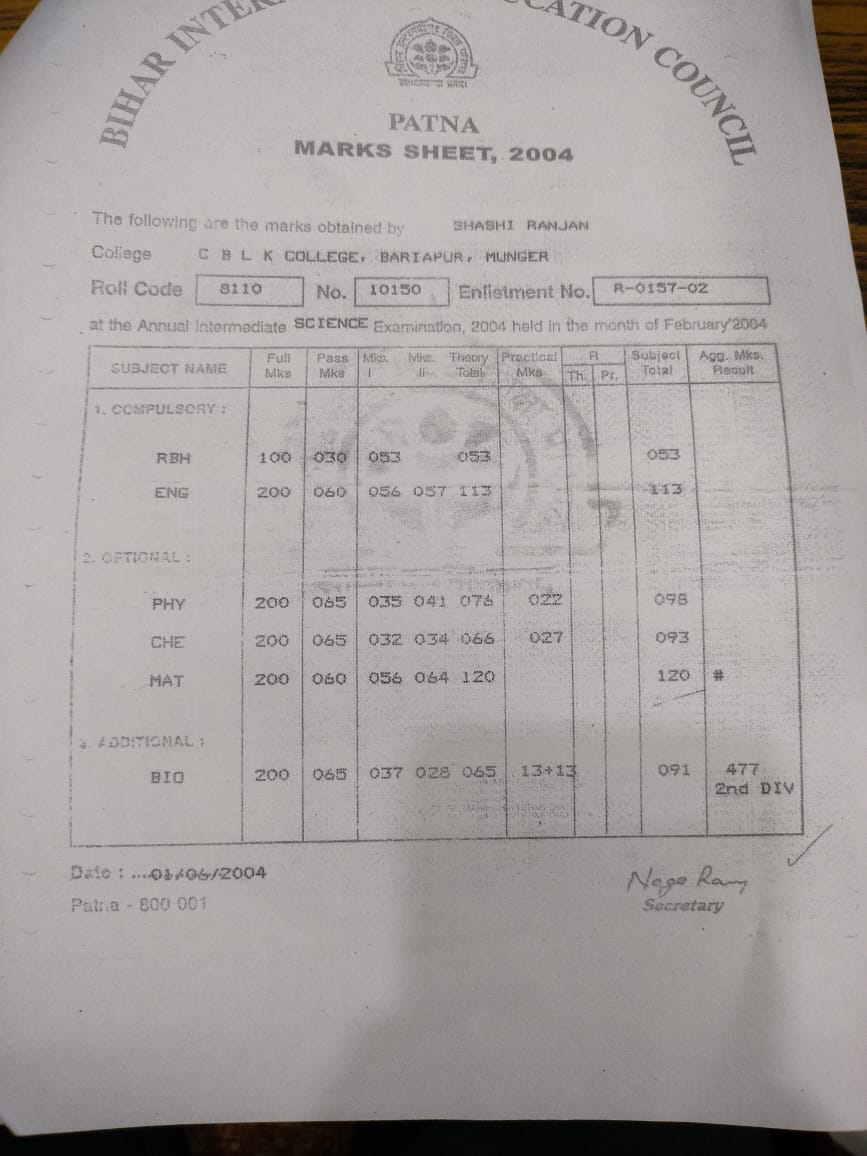 BIHAR INTER CATION COUNCIL
PATNA
MARKS SHEET, 2004
The following are the marks obtained by SHASHI RANJAN
College C B L K COLLEGE, BARIAPUR, MUNGER
Roll Code 8110 No. 10150 Enlistment No. R-0157-02
at the Annual Intermediate SCIENCE Examination, 2004 held in the month of February'2004
SUBJECT NAME Full Mks Pass Mks Mks. I Mks. II Theory Total Practical Mks R Th. Pr. Subject Total Agg. Mks. Result
1. COMPULSORY :
RBH 100 030 053 053 053
ENG 200 060 056 057 113 113
2. OPTIONAL :
PHY 200 065 035 041 076 022 098
CHE 200 065 032 034 066 027 093
MAT 200 060 056 064 120 120 #
3. ADDITIONAL :
BIO 200 065 037 028 065 13+13 091 477
2nd DIV
Date : ...01/06/2004
Patna - 800 001
Secretary